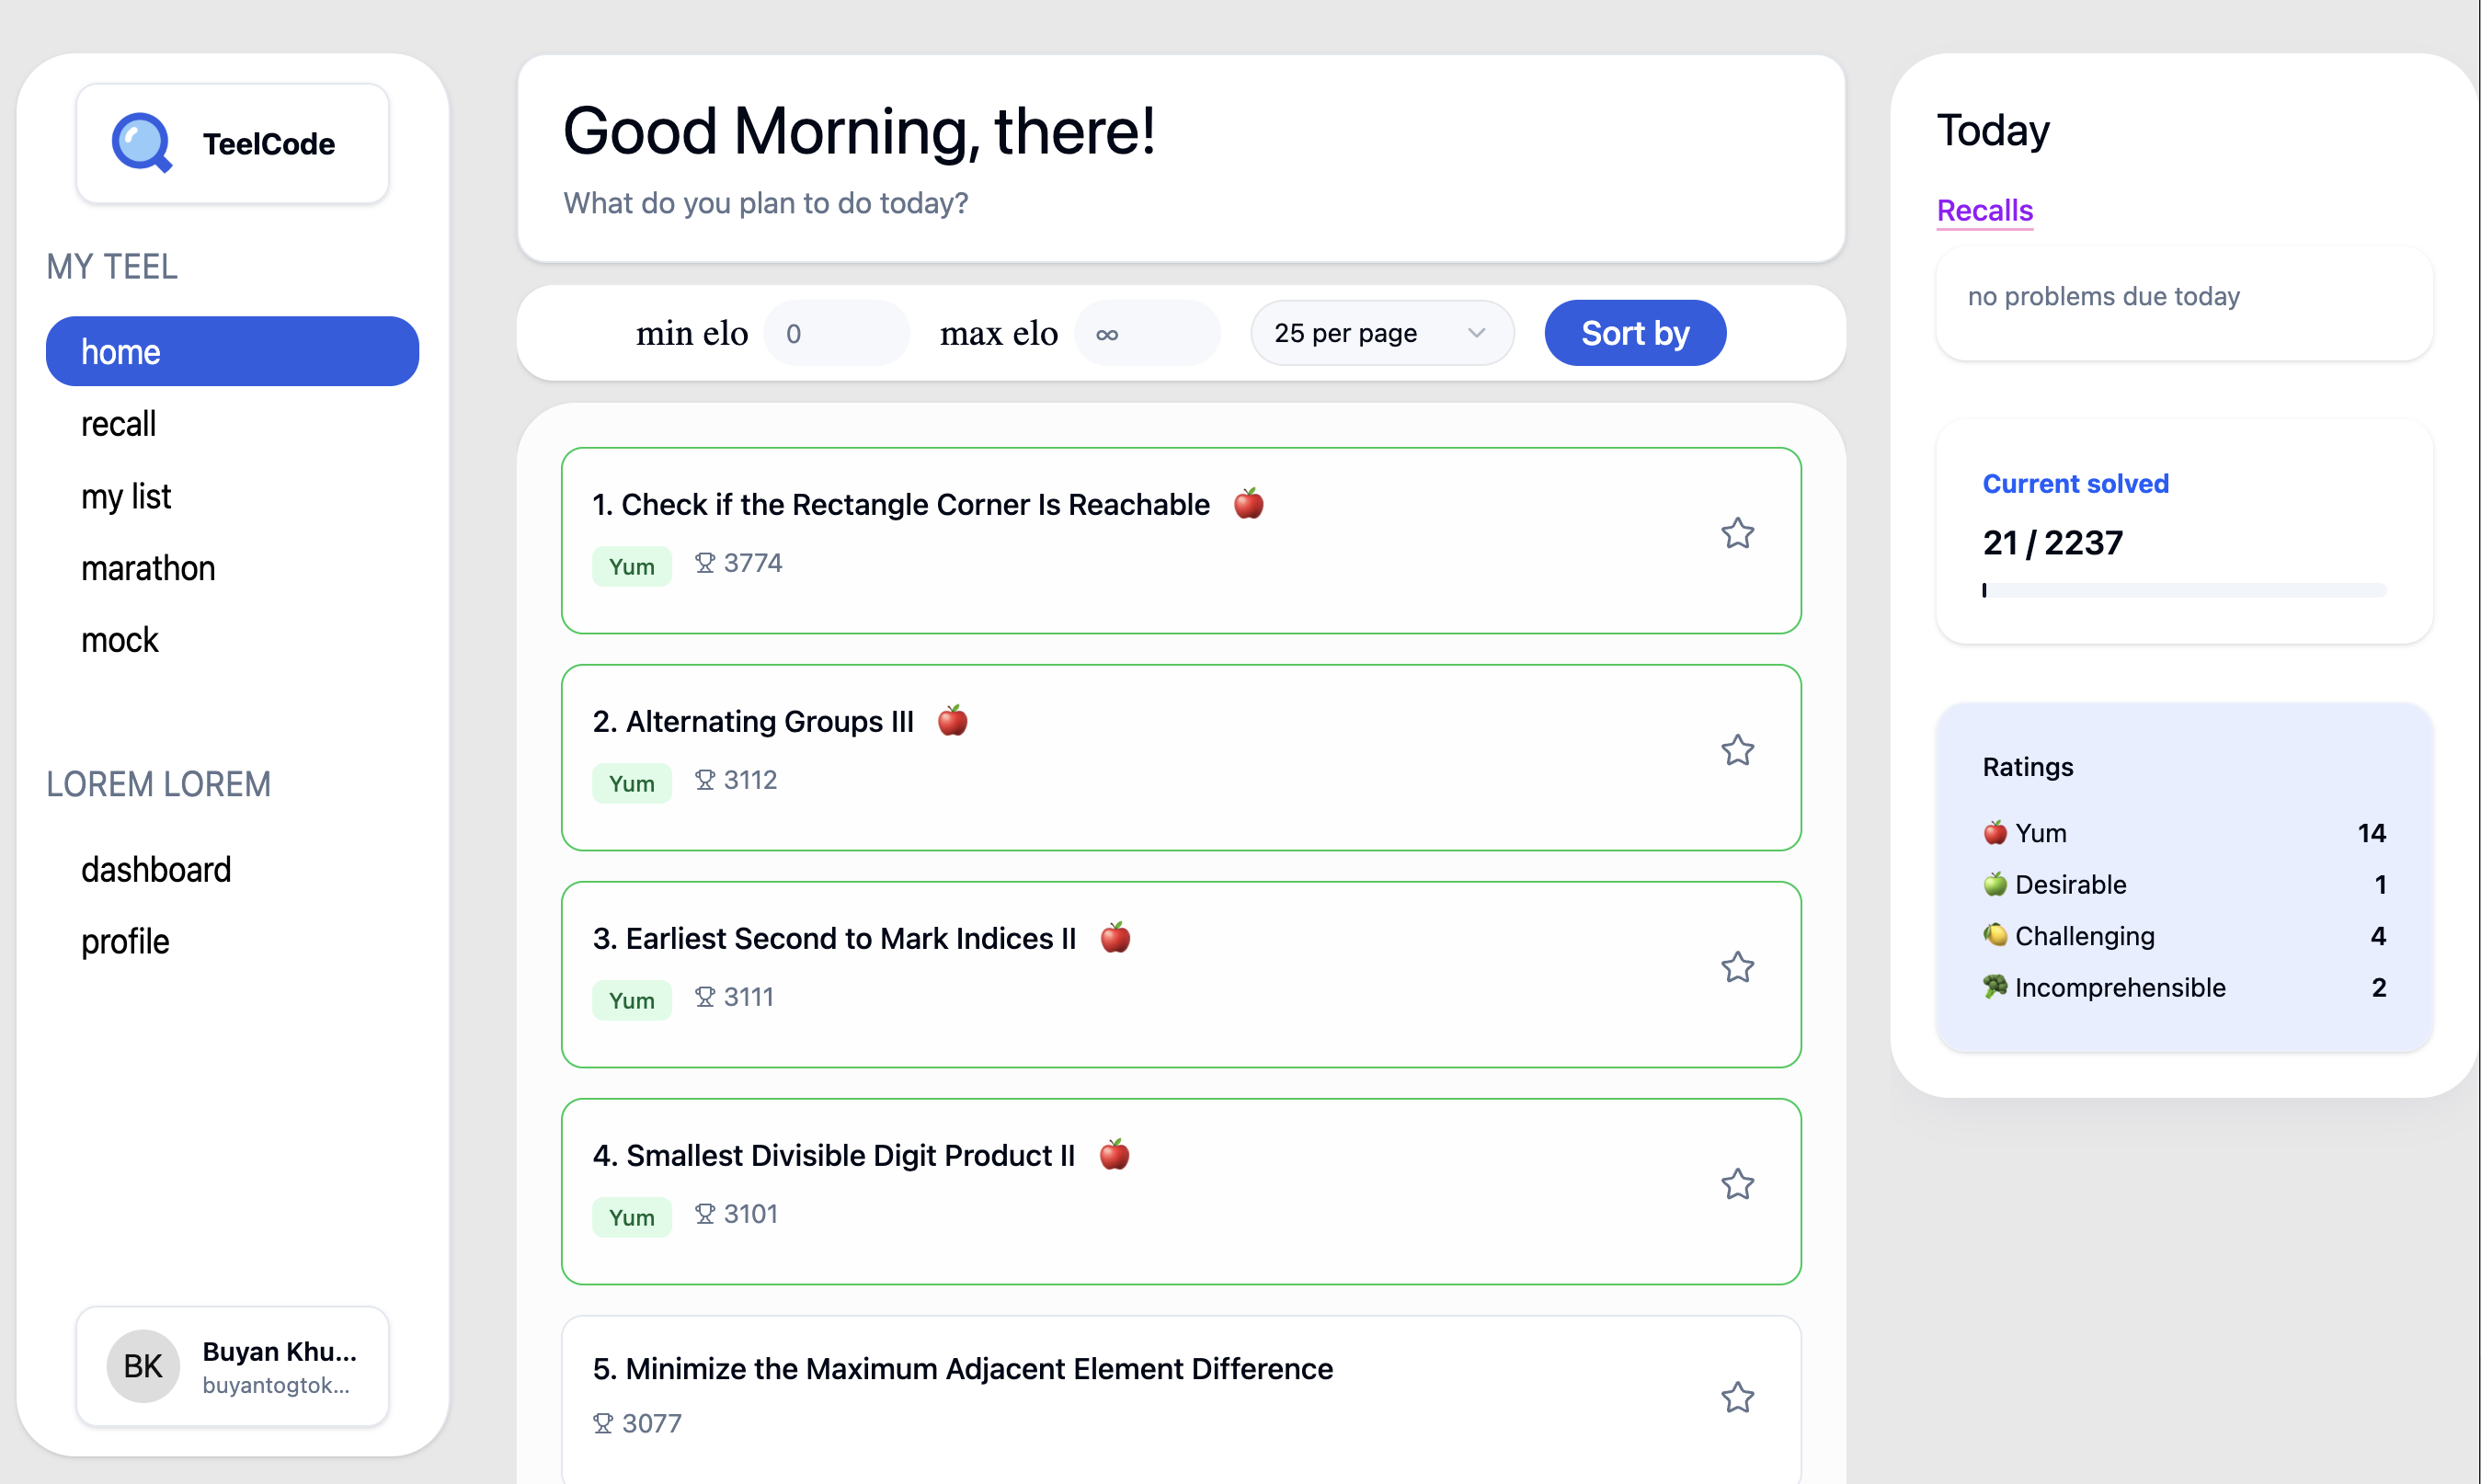 TeelCode
MY TEEL
home
recall
my list
marathon
mock
LOREM LOREM
dashboard
profile
BK
Buyan Khu...
buyantogtok...
Good Morning, there!
What do you plan to do today?
min elo 0 max elo ∞ 25 per page Sort by
1. Check if the Rectangle Corner Is Reachable
Yum 3774
2. Alternating Groups III
Yum 3112
3. Earliest Second to Mark Indices II
Yum 3111
4. Smallest Divisible Digit Product II
Yum 3101
5. Minimize the Maximum Adjacent Element Difference
3077
Today
Recalls
no problems due today
Current solved
21 / 2237
Ratings
Yum 14
Desirable 1
Challenging 4
Incomprehensible 2